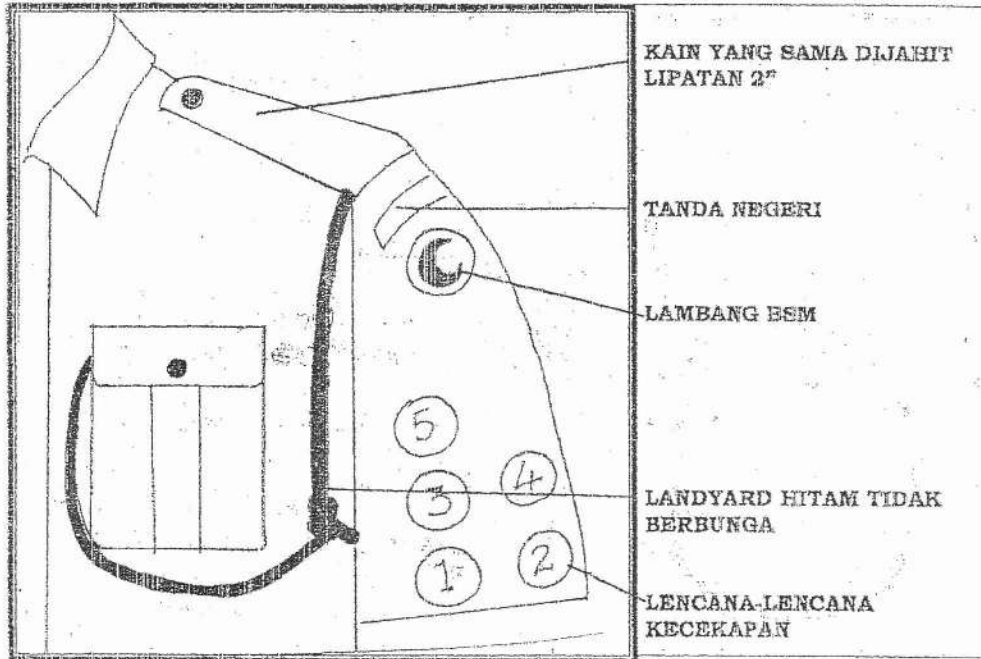 KAIN YANG SAMA DIJAHIT
LIPATAN 2"
TANDA NEGERI
LAMBANG BSM
5
4
3
LANDYARD HITAM TIDAK
BERBUNGA
1
2
LENCANA-LENCANA
KECEKAPAN